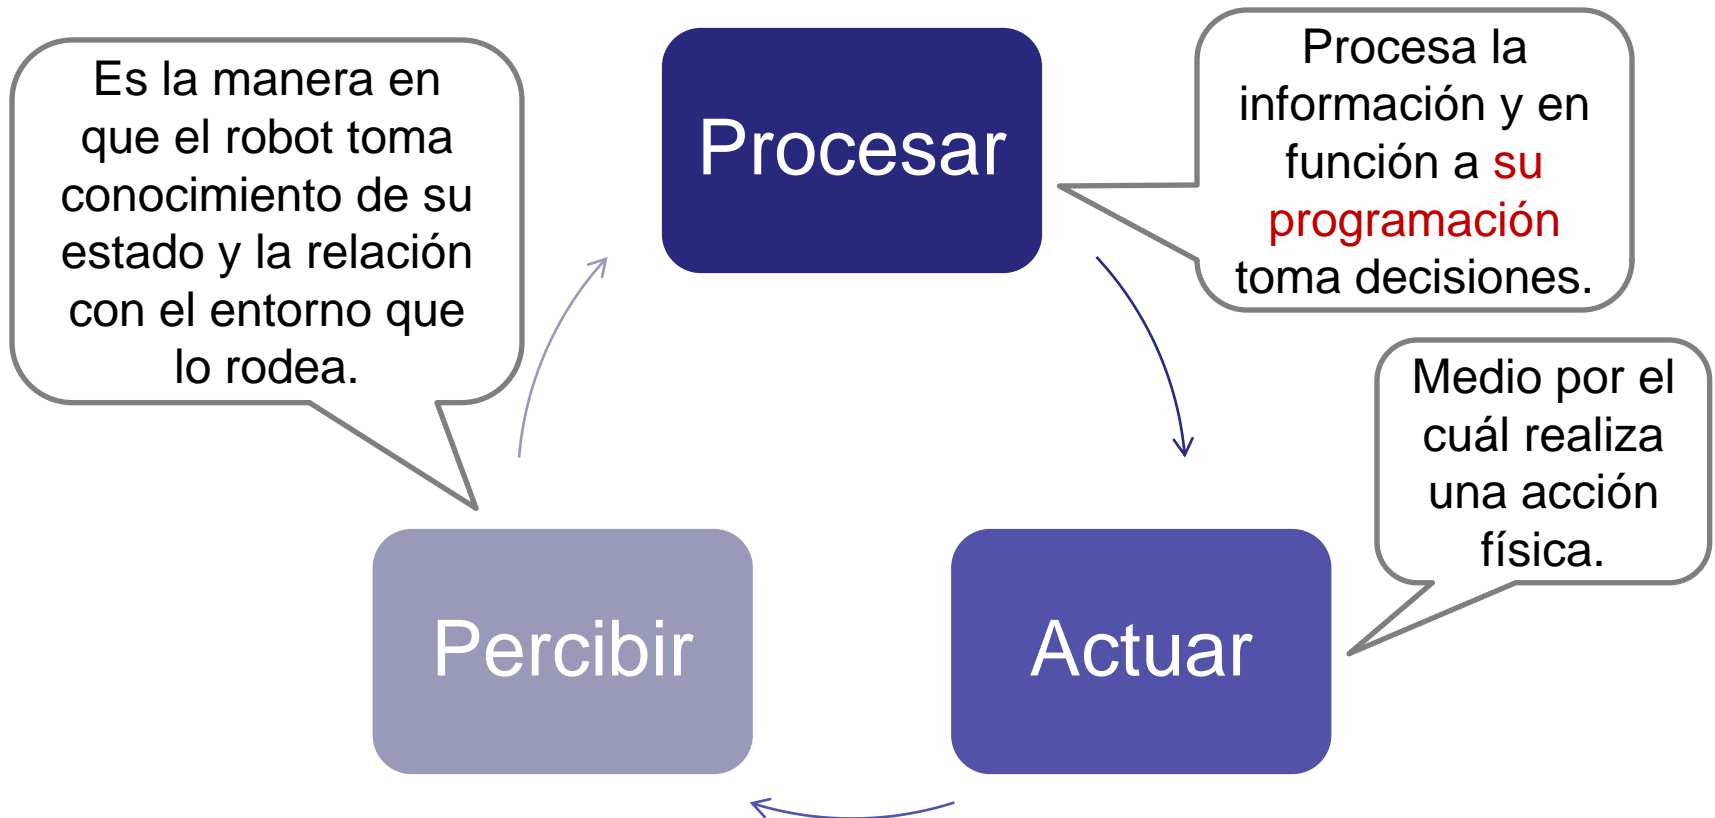 Es la manera en
que el robot toma
conocimiento de su
estado y la relación
con el entorno que
lo rodea.
Procesar
Procesa la
información y en
función a su
programación
toma decisiones.
Medio por el
cuál realiza
una acción
física.
Percibir
Actuar